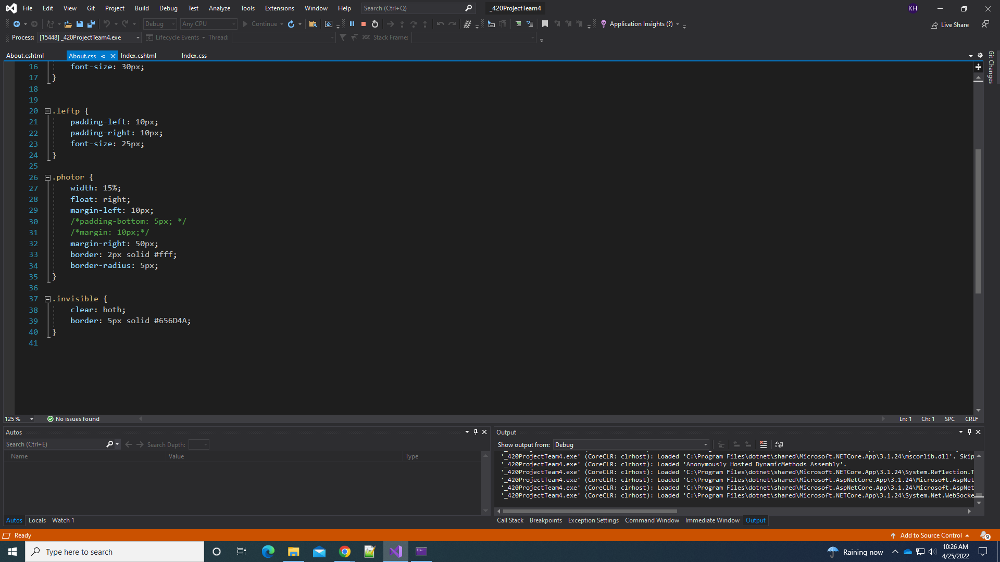 File Edit View Git Project Build Debug Test Analyze Tools Extensions Window Help Search (Ctrl+Q) _420ProjectTeam4 KH
Debug Any CPU Continue Application Insights (?) Live Share
Process: [15448] _420ProjectTeam4.exe Lifecycle Events Thread: Stack Frame:
About.cshtml About.css Index.cshtml Index.css
Git Changes
16 font-size: 30px;
17 }
18
19
20 .leftp {
21 padding-left: 10px;
22 padding-right: 10px;
23 font-size: 25px;
24 }
25
26 .photor {
27 width: 15%;
28 float: right;
29 margin-left: 10px;
30 /*padding-bottom: 5px; */
31 /*margin: 10px;*/
32 margin-right: 50px;
33 border: 2px solid #fff;
34 border-radius: 5px;
35 }
36
37 .invisible {
38 clear: both;
39 border: 5px solid #656D4A;
40 }
41
125 % No issues found Ln: 1 Ch: 1 SPC CRLF
Autos
Search (Ctrl+E) Search Depth:
Name Value Type
Autos Locals Watch 1
Output
Show output from: Debug
'_420ProjectTeam4.exe' (CoreCLR: clrhost): Loaded 'C:\Program Files\dotnet\shared\Microsoft.NETCore.App\3.1.24\mscorlib.dll'. Skip
'_420ProjectTeam4.exe' (CoreCLR: clrhost): Loaded 'Anonymously Hosted DynamicMethods Assembly'.
'_420ProjectTeam4.exe' (CoreCLR: clrhost): Loaded 'C:\Program Files\dotnet\shared\Microsoft.NETCore.App\3.1.24\System.Reflection.T
'_420ProjectTeam4.exe' (CoreCLR: clrhost): Loaded 'C:\Program Files\dotnet\shared\Microsoft.AspNetCore.App\3.1.24\Microsoft.AspNet
'_420ProjectTeam4.exe' (CoreCLR: clrhost): Loaded 'C:\Program Files\dotnet\shared\Microsoft.AspNetCore.App\3.1.24\Microsoft.AspNet
'_420ProjectTeam4.exe' (CoreCLR: clrhost): Loaded 'C:\Program Files\dotnet\shared\Microsoft.NETCore.App\3.1.24\System.Net.WebSocke
Call Stack Breakpoints Exception Settings Command Window Immediate Window Output
Ready Add to Source Control 9
Type here to search Raining now 10:26 AM
4/25/2022